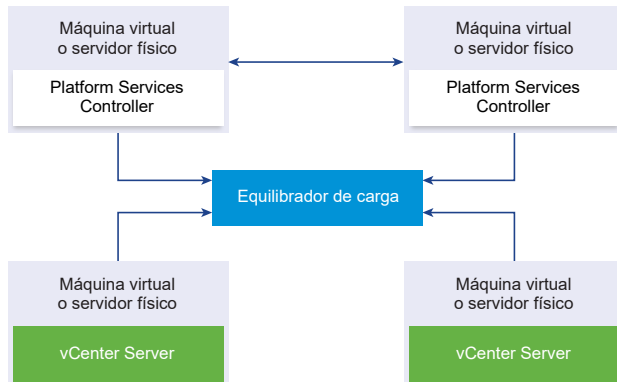 Máquina virtual
o servidor físico
Platform Services
Controller
Máquina virtual
o servidor físico
Platform Services
Controller
Equilibrador de carga
Máquina virtual
o servidor físico
vCenter Server
Máquina virtual
o servidor físico
vCenter Server